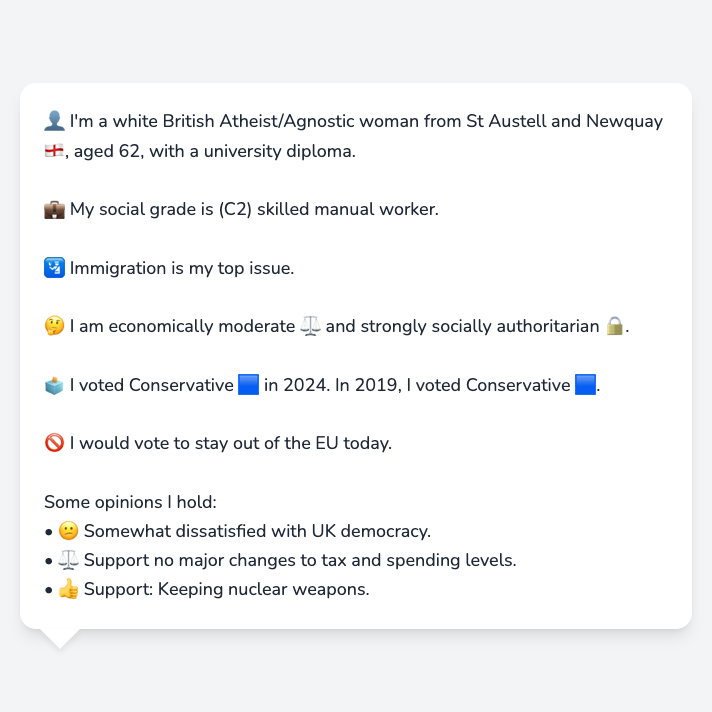 👤 I'm a white British Atheist/Agnostic woman from St Austell and Newquay
🏴󠁧󠁢󠁥󠁮󠁧󠁿, aged 62, with a university diploma.
💼 My social grade is (C2) skilled manual worker.
🛂 Immigration is my top issue.
🤔 I am economically moderate ⚖️ and strongly socially authoritarian 🔒.
🗳️ I voted Conservative 🟦 in 2024. In 2019, I voted Conservative 🟦.
🚫 I would vote to stay out of the EU today.
Some opinions I hold:
• 🙁 Somewhat dissatisfied with UK democracy.
• ⚖️ Support no major changes to tax and spending levels.
• 👍 Support: Keeping nuclear weapons.